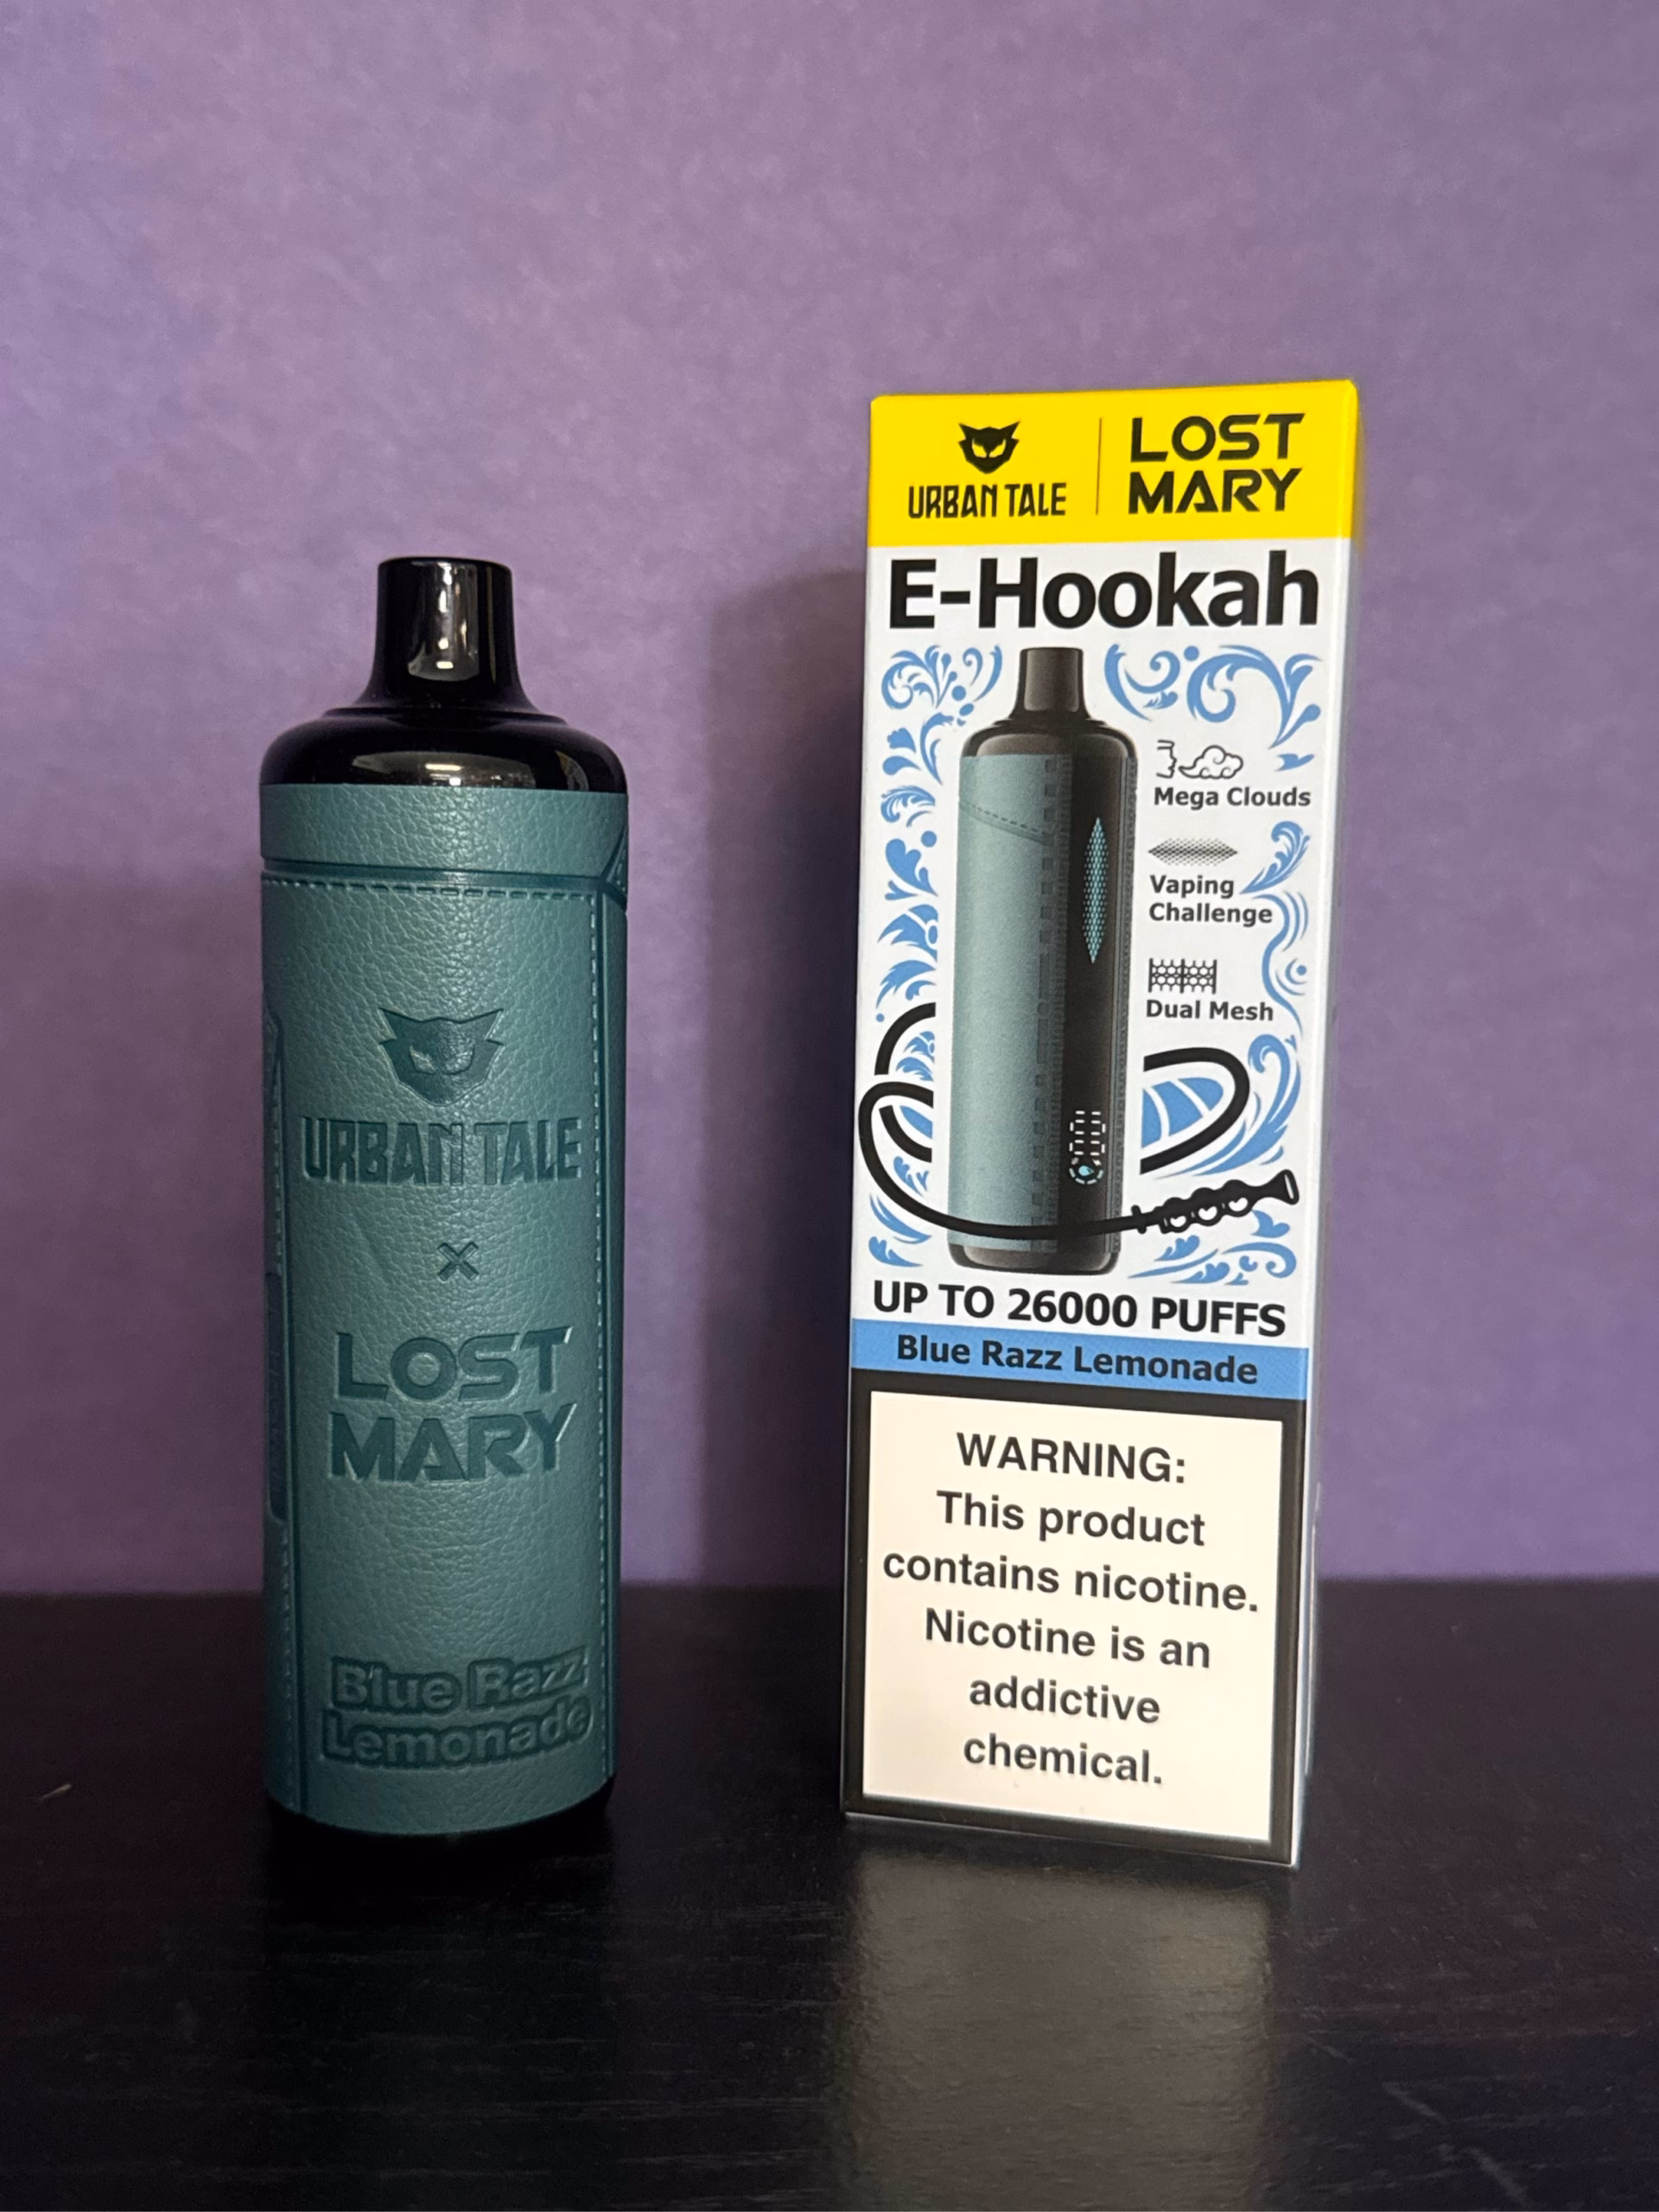 URBAN TALE
×
LOST
MARY
Blue Razz
Lemonade
URBAN TALE
LOST
MARY
E-Hookah
Mega Clouds
Vaping
Challenge
Dual Mesh
UP TO 26000 PUFFS
Blue Razz Lemonade
WARNING:
This product
contains nicotine.
Nicotine is an
addictive
chemical.